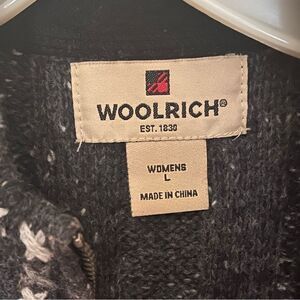 WOOLRICH®
EST. 1830
WOMENS
L
MADE IN CHINA